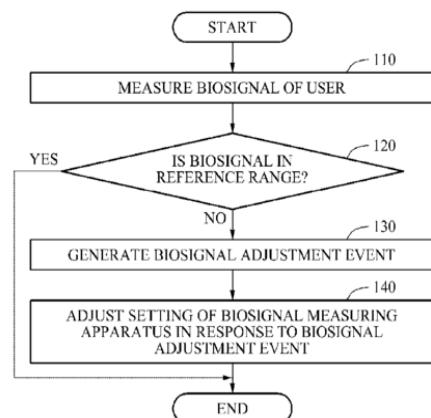 START
110
MEASURE BIOSIGNAL OF USER
120
YES
IS BIOSIGNAL IN
REFERENCE RANGE?
NO
130
GENERATE BIOSIGNAL ADJUSTMENT EVENT
140
ADJUST SETTING OF BIOSIGNAL MEASURING
APPARATUS IN RESPONSE TO BIOSIGNAL
ADJUSTMENT EVENT
END